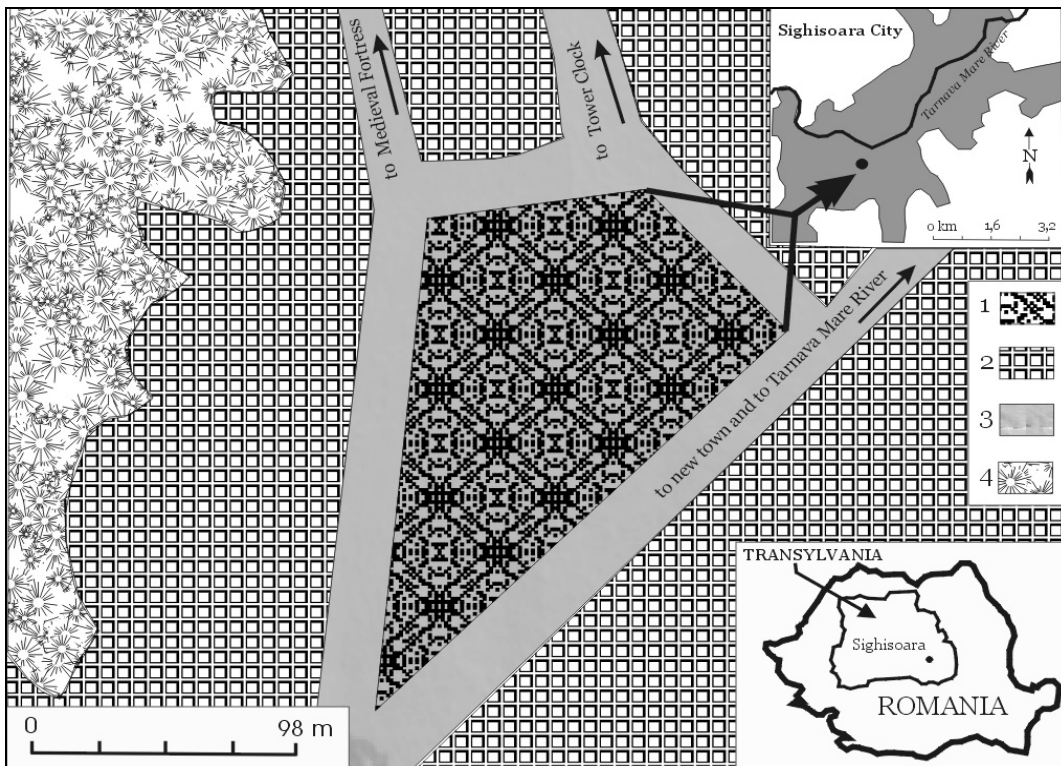 to Medieval Fortress
to Tower Clock
Sighisoara City
Tarnava Mare River
N
0 km 1,6 3,2
to new town and to Tarnava Mare River
1
2
3
4
TRANSYLVANIA
Sighisoara
ROMANIA
0 98 m